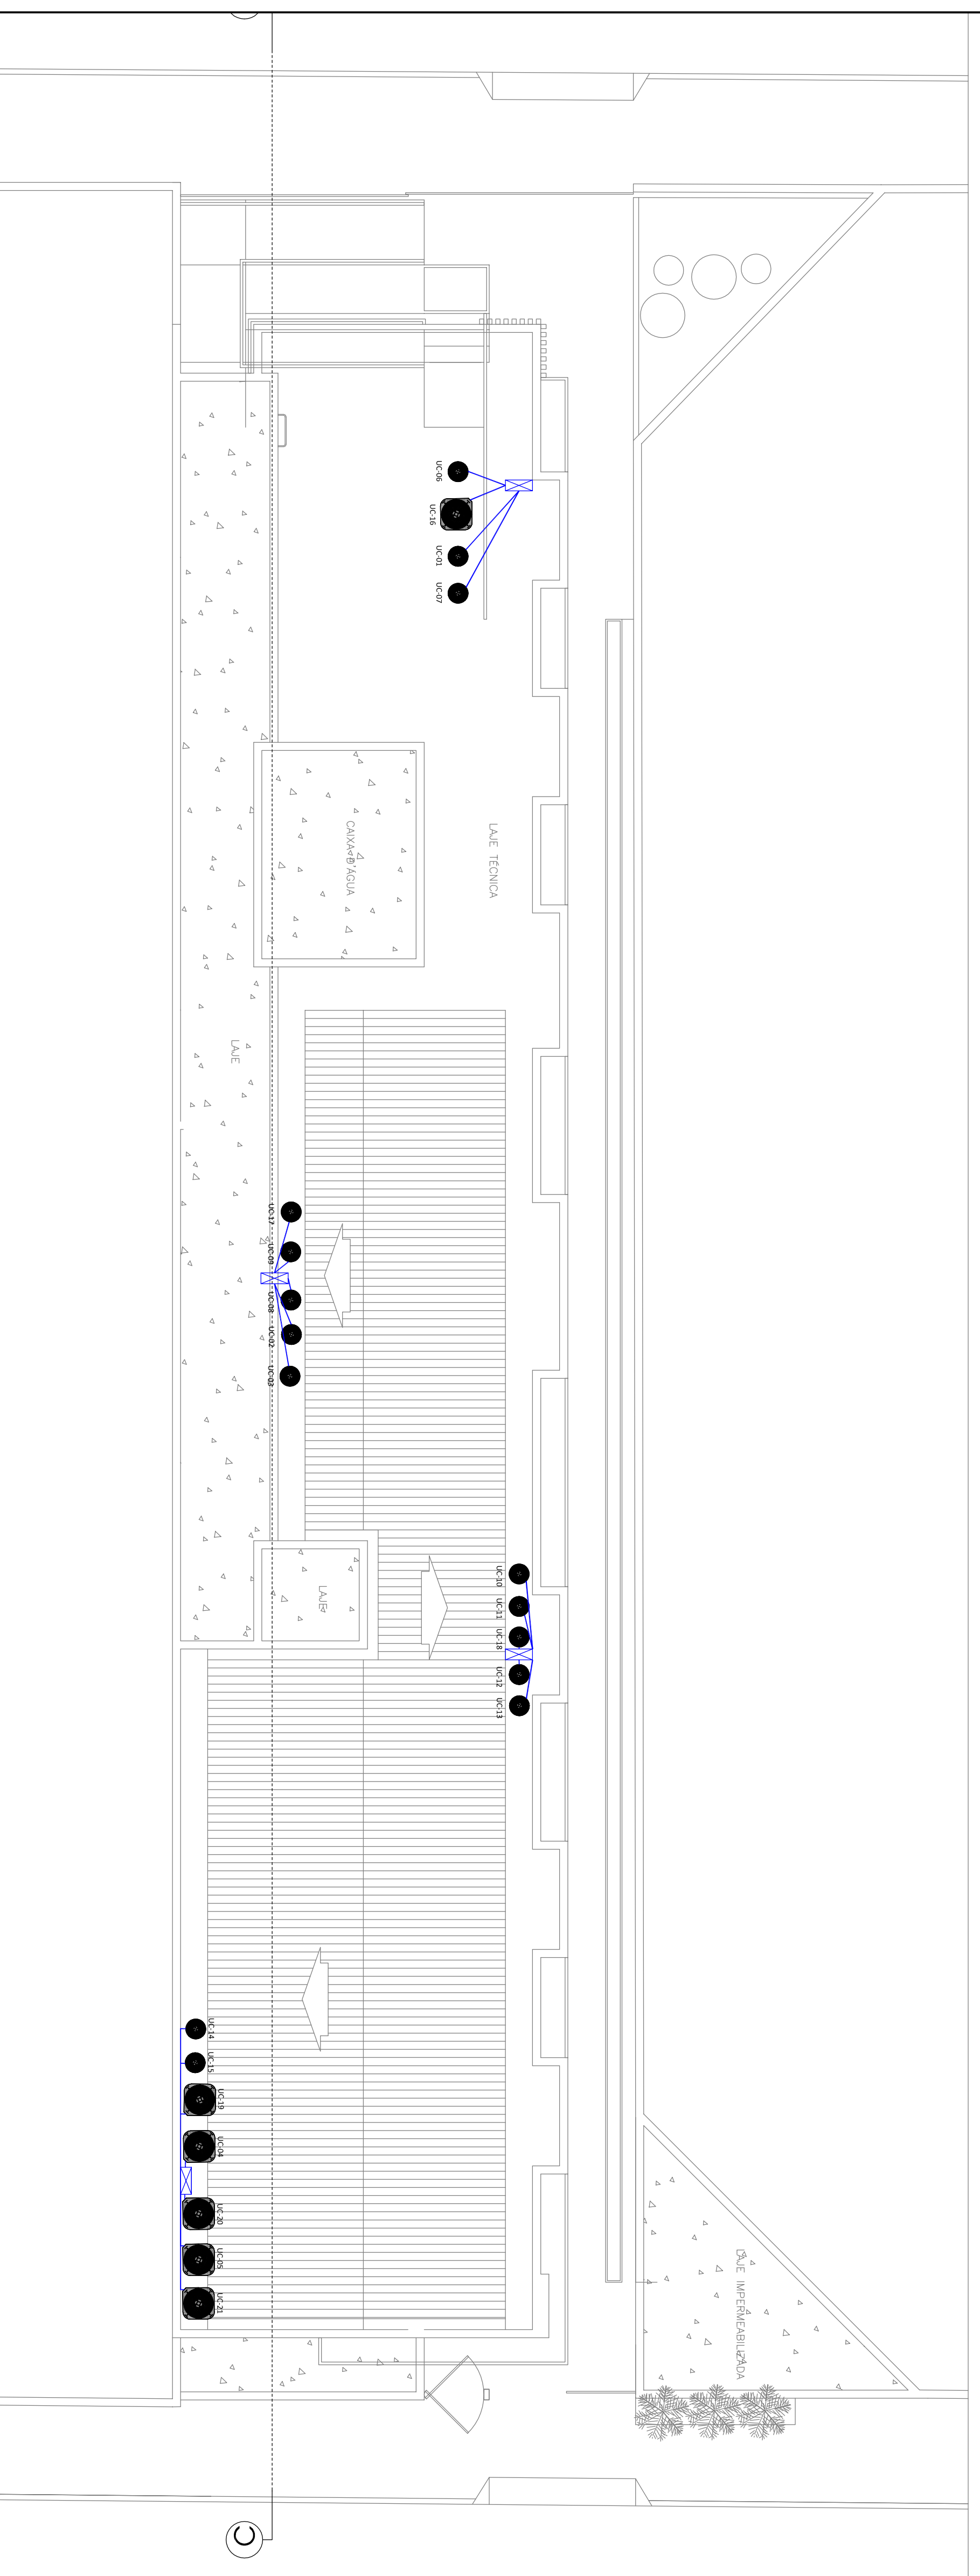 UC-06
UC-16
UC-01
UC-07
CAIXA D'ÁGUA
LAJE TÉCNICA
LAJE
UC-17
UC-09
UC-08
UC-02
UC-03
LAJE
UC-10
UC-11
UC-18
UC-12
UC-13
UC-14
UC-15
UC-19
UC-04
UC-20
UC-05
UC-21
LAJE IMPERMEABILIZADA
C